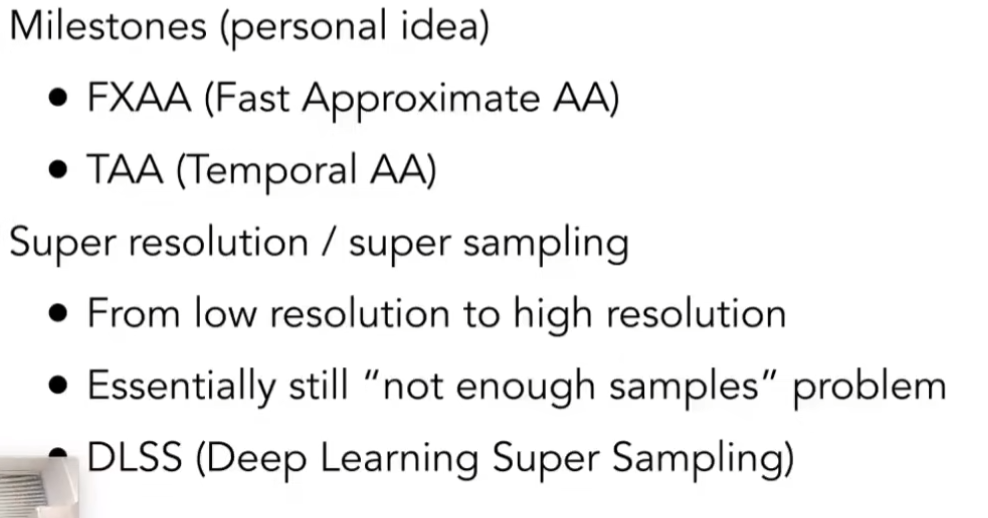 Milestones (personal idea)
• FXAA (Fast Approximate AA)
• TAA (Temporal AA)
Super resolution / super sampling
• From low resolution to high resolution
• Essentially still “not enough samples” problem
• DLSS (Deep Learning Super Sampling)